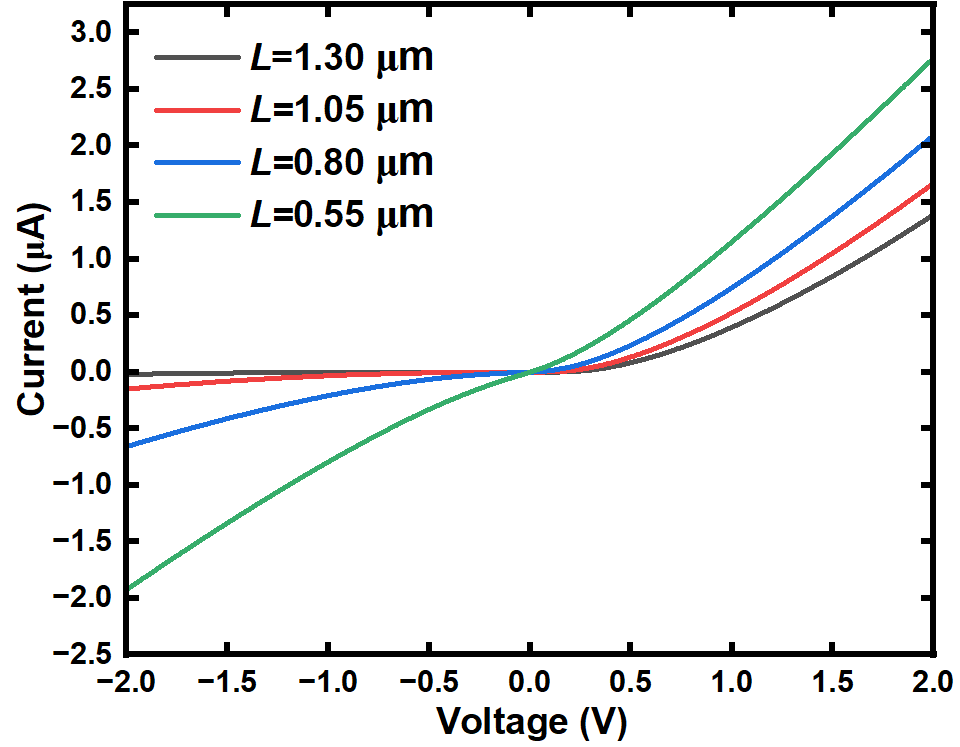 3.0
2.5
2.0
1.5
1.0
0.5
0.0
−0.5
−1.0
−1.5
−2.0
−2.5
Current (μA)
L=1.30 μm
L=1.05 μm
L=0.80 μm
L=0.55 μm
−2.0 −1.5 −1.0 −0.5 0.0 0.5 1.0 1.5 2.0
Voltage (V)